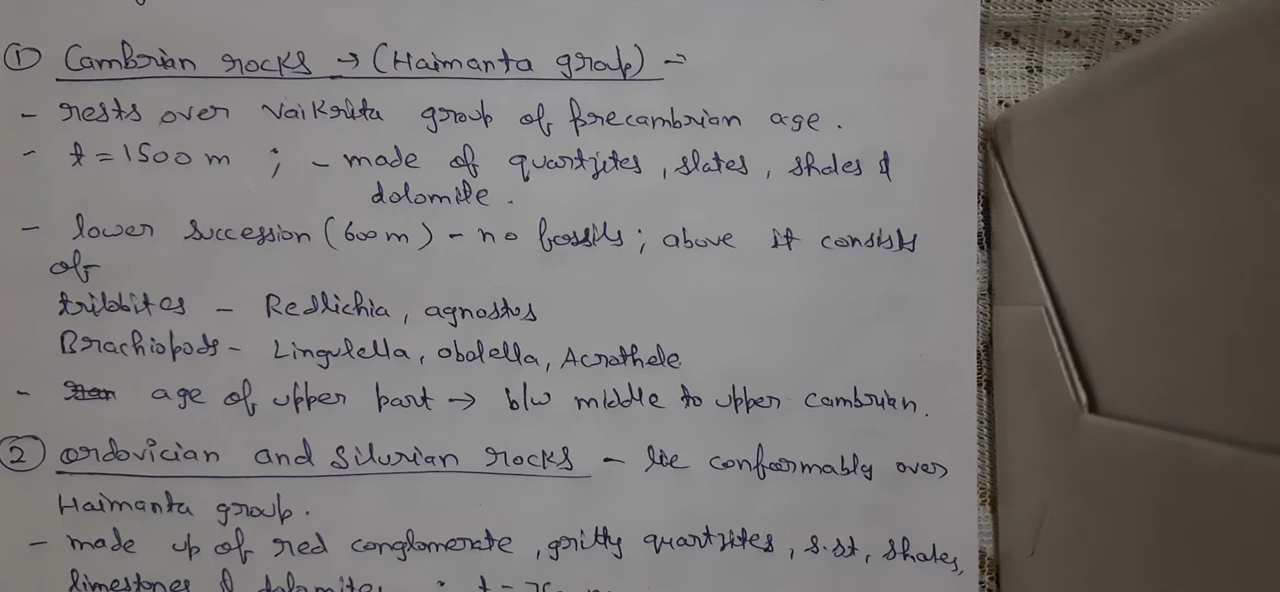 ① Cambrian rocks → (Haimanta group) -
- rests over Vaikrita group of precambrian age.
- t = 1500 m ; - made of quartzites, slates, shales &
dolomite.
- lower succession (600 m) - no fossils; above it consists
of
trilobites - Redlichia, agnostos
Brachiopods - Lingulella, obolella, Acrothele
- age of upper part → b/w middle to upper cambrian.
② ordovician and silurian rocks - lie conformably over
Haimanta group.
- made up of red conglomerate, gritty quartzites, s.st, shales,
limestones & dolomites